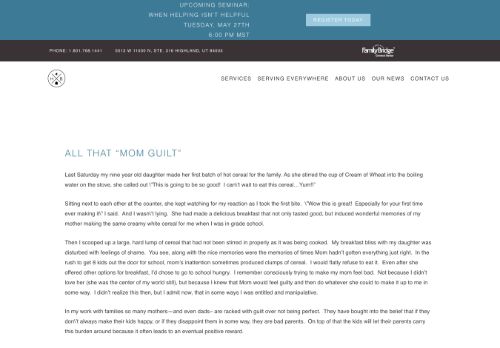 UPCOMING SEMINAR:
WHEN HELPING ISN'T HELPFUL
TUESDAY, MAY 27TH
6:00 PM MST
REGISTER TODAY
PHONE: 1.801.768.1441 3012 W 11000 N, STE. 216 HIGHLAND, UT 84003
FamilyBridge
SERVICES SERVING EVERYWHERE ABOUT US OUR NEWS CONTACT US
ALL THAT “MOM GUILT”
Last Saturday my nine year old daughter made her first batch of hot cereal for the family. As she stirred the cup of Cream of Wheat into the boiling
water on the stove, she called out \"This is going to be so good! I can\'t wait to eat this cereal…Yum!\"
Sitting next to each other at the counter, she kept watching for my reaction as I took the first bite. \"Wow this is great! Especially for your first time
ever making it\" I said. And I wasn\'t lying. She had made a delicious breakfast that not only tasted good, but induced wonderful memories of my
mother making the same creamy white cereal for me when I was in grade school.
Then I scooped up a large, hard lump of cereal that had not been stirred in properly as it was being cooked. My breakfast bliss with my daughter was
disturbed with feelings of shame. You see, along with the nice memories were the memories of times Mom hadn\'t gotten everything just right. In the
rush to get 8 kids out the door for school, mom\'s inattention sometimes produced clumps of cereal. I would flatly refuse to eat it. Even after she
offered other options for breakfast, I\'d chose to go to school hungry. I remember consciously trying to make my mom feel bad. Not because I didn\'t
love her (she was the center of my world still), but because I knew that Mom would feel guilty and then do whatever she could to make it up to me in
some way. I didn\'t realize this then, but I admit now, that in some ways I was entitled and manipulative.
In my work with families so many mothers—and even dads– are racked with guilt over not being perfect. They have bought into the belief that if they
don\'t always make their kids happy, or if they disappoint them in some way, they are bad parents. On top of that the kids will let their parents carry
this burden around because it often leads to an eventual positive reward.